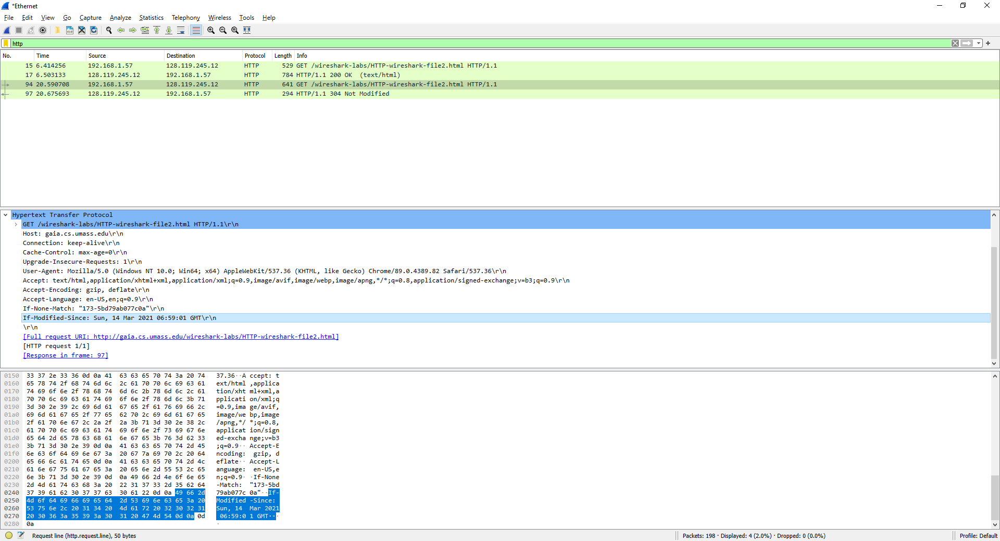 *Ethernet
File Edit View Go Capture Analyze Statistics Telephony Wireless Tools Help
http
No. Time Source Destination Protocol Length Info
15 6.414256 192.168.1.57 128.119.245.12 HTTP 529 GET /wireshark-labs/HTTP-wireshark-file2.html HTTP/1.1
17 6.503133 128.119.245.12 192.168.1.57 HTTP 784 HTTP/1.1 200 OK  (text/html)
94 20.590708 192.168.1.57 128.119.245.12 HTTP 641 GET /wireshark-labs/HTTP-wireshark-file2.html HTTP/1.1
97 20.675693 128.119.245.12 192.168.1.57 HTTP 294 HTTP/1.1 304 Not Modified
Hypertext Transfer Protocol
GET /wireshark-labs/HTTP-wireshark-file2.html HTTP/1.1\r\n
Host: gaia.cs.umass.edu\r\n
Connection: keep-alive\r\n
Cache-Control: max-age=0\r\n
Upgrade-Insecure-Requests: 1\r\n
User-Agent: Mozilla/5.0 (Windows NT 10.0; Win64; x64) AppleWebKit/537.36 (KHTML, like Gecko) Chrome/89.0.4389.82 Safari/537.36\r\n
Accept: text/html,application/xhtml+xml,application/xml;q=0.9,image/avif,image/webp,image/apng,*/*;q=0.8,application/signed-exchange;v=b3;q=0.9\r\n
Accept-Encoding: gzip, deflate\r\n
Accept-Language: en-US,en;q=0.9\r\n
If-None-Match: "173-5bd79ab077c0a"\r\n
If-Modified-Since: Sun, 14 Mar 2021 06:59:01 GMT\r\n
\r\n
[Full request URI: http://gaia.cs.umass.edu/wireshark-labs/HTTP-wireshark-file2.html]
[HTTP request 1/1]
[Response in frame: 97]
0150 33 37 2e 33 36 0d 0a 41 63 63 65 70 74 3a 20 74 37.36··A ccept: t
0160 65 78 74 2f 68 74 6d 6c 2c 61 70 70 6c 69 63 61 ext/html ,applica
0170 74 69 6f 6e 2f 78 68 74 6d 6c 2b 78 6d 6c 2c 61 tion/xht ml+xml,a
0180 70 70 6c 69 63 61 74 69 6f 6e 2f 78 6d 6c 3b 71 pplicati on/xml;q
0190 3d 30 2e 39 2c 69 6d 61 67 65 2f 61 76 69 66 2c =0.9,ima ge/avif,
01a0 69 6d 61 67 65 2f 77 65 62 70 2c 69 6d 61 67 65 image/we bp,image
01b0 2f 61 70 6e 67 2c 2a 2f 2a 3b 71 3d 30 2e 38 2c /apng,*/ *;q=0.8,
01c0 61 70 70 6c 69 63 61 74 69 6f 6e 2f 73 69 67 6e applicat ion/sign
01d0 65 64 2d 65 78 63 68 61 6e 67 65 3b 76 3d 62 33 ed-excha nge;v=b3
01e0 3b 71 3d 30 2e 39 0d 0a 41 63 63 65 70 74 2d 45 ;q=0.9·· Accept-E
01f0 6e 63 6f 64 69 6e 67 3a 20 67 7a 69 70 2c 20 64 ncoding:  gzip, d
0200 65 66 6c 61 74 65 0d 0a 41 63 63 65 70 74 2d 4c eflate·· Accept-L
0210 61 6e 67 75 61 67 65 3a 20 65 6e 2d 55 53 2c 65 anguage:  en-US,e
0220 6e 3b 71 3d 30 2e 39 0d 0a 49 66 2d 4e 6f 6e 65 n;q=0.9· ·If-None
0230 2d 4d 61 74 63 68 3a 20 22 31 37 33 2d 35 62 64 -Match:  "173-5bd
0240 37 39 61 62 30 37 37 63 30 61 22 0d 0a 49 66 2d 79ab077c 0a"··If-
0250 4d 6f 64 69 66 69 65 64 2d 53 69 6e 63 65 3a 20 Modified -Since:
0260 53 75 6e 2c 20 31 34 20 4d 61 72 20 32 30 32 31 Sun, 14  Mar 2021
0270 20 30 36 3a 35 39 3a 30 31 20 47 4d 54 0d 0a 0d  06:59:0 1 GMT···
0280 0a ·
Request line (http.request.line), 50 bytes Packets: 198 · Displayed: 4 (2.0%) · Dropped: 0 (0.0%) Profile: Default